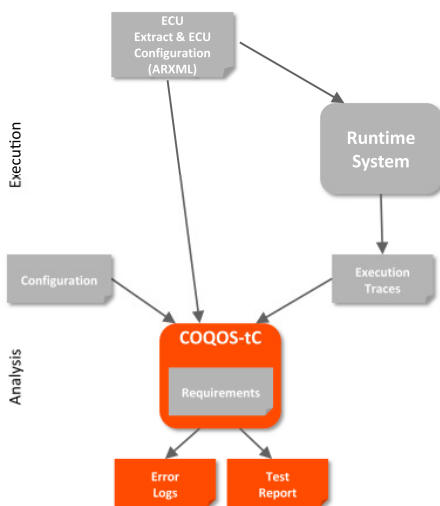 ECU
Extract & ECU
Configuration
(ARXML)
Execution
Runtime
System
Configuration
Execution
Traces
Analysis
COQOS-tC
Requirements
Error
Logs
Test
Report